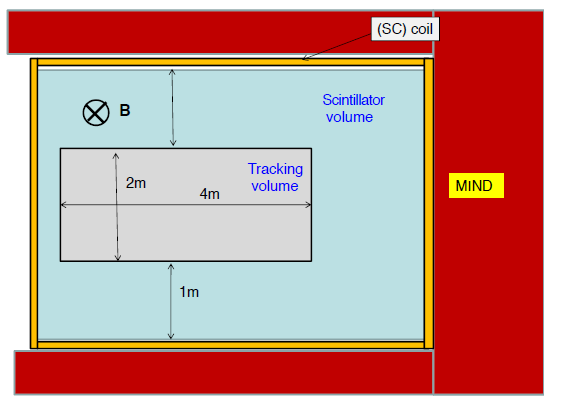 (SC) coil
Scintillator
volume
B
Tracking
volume
2m
4m
MIND
1m